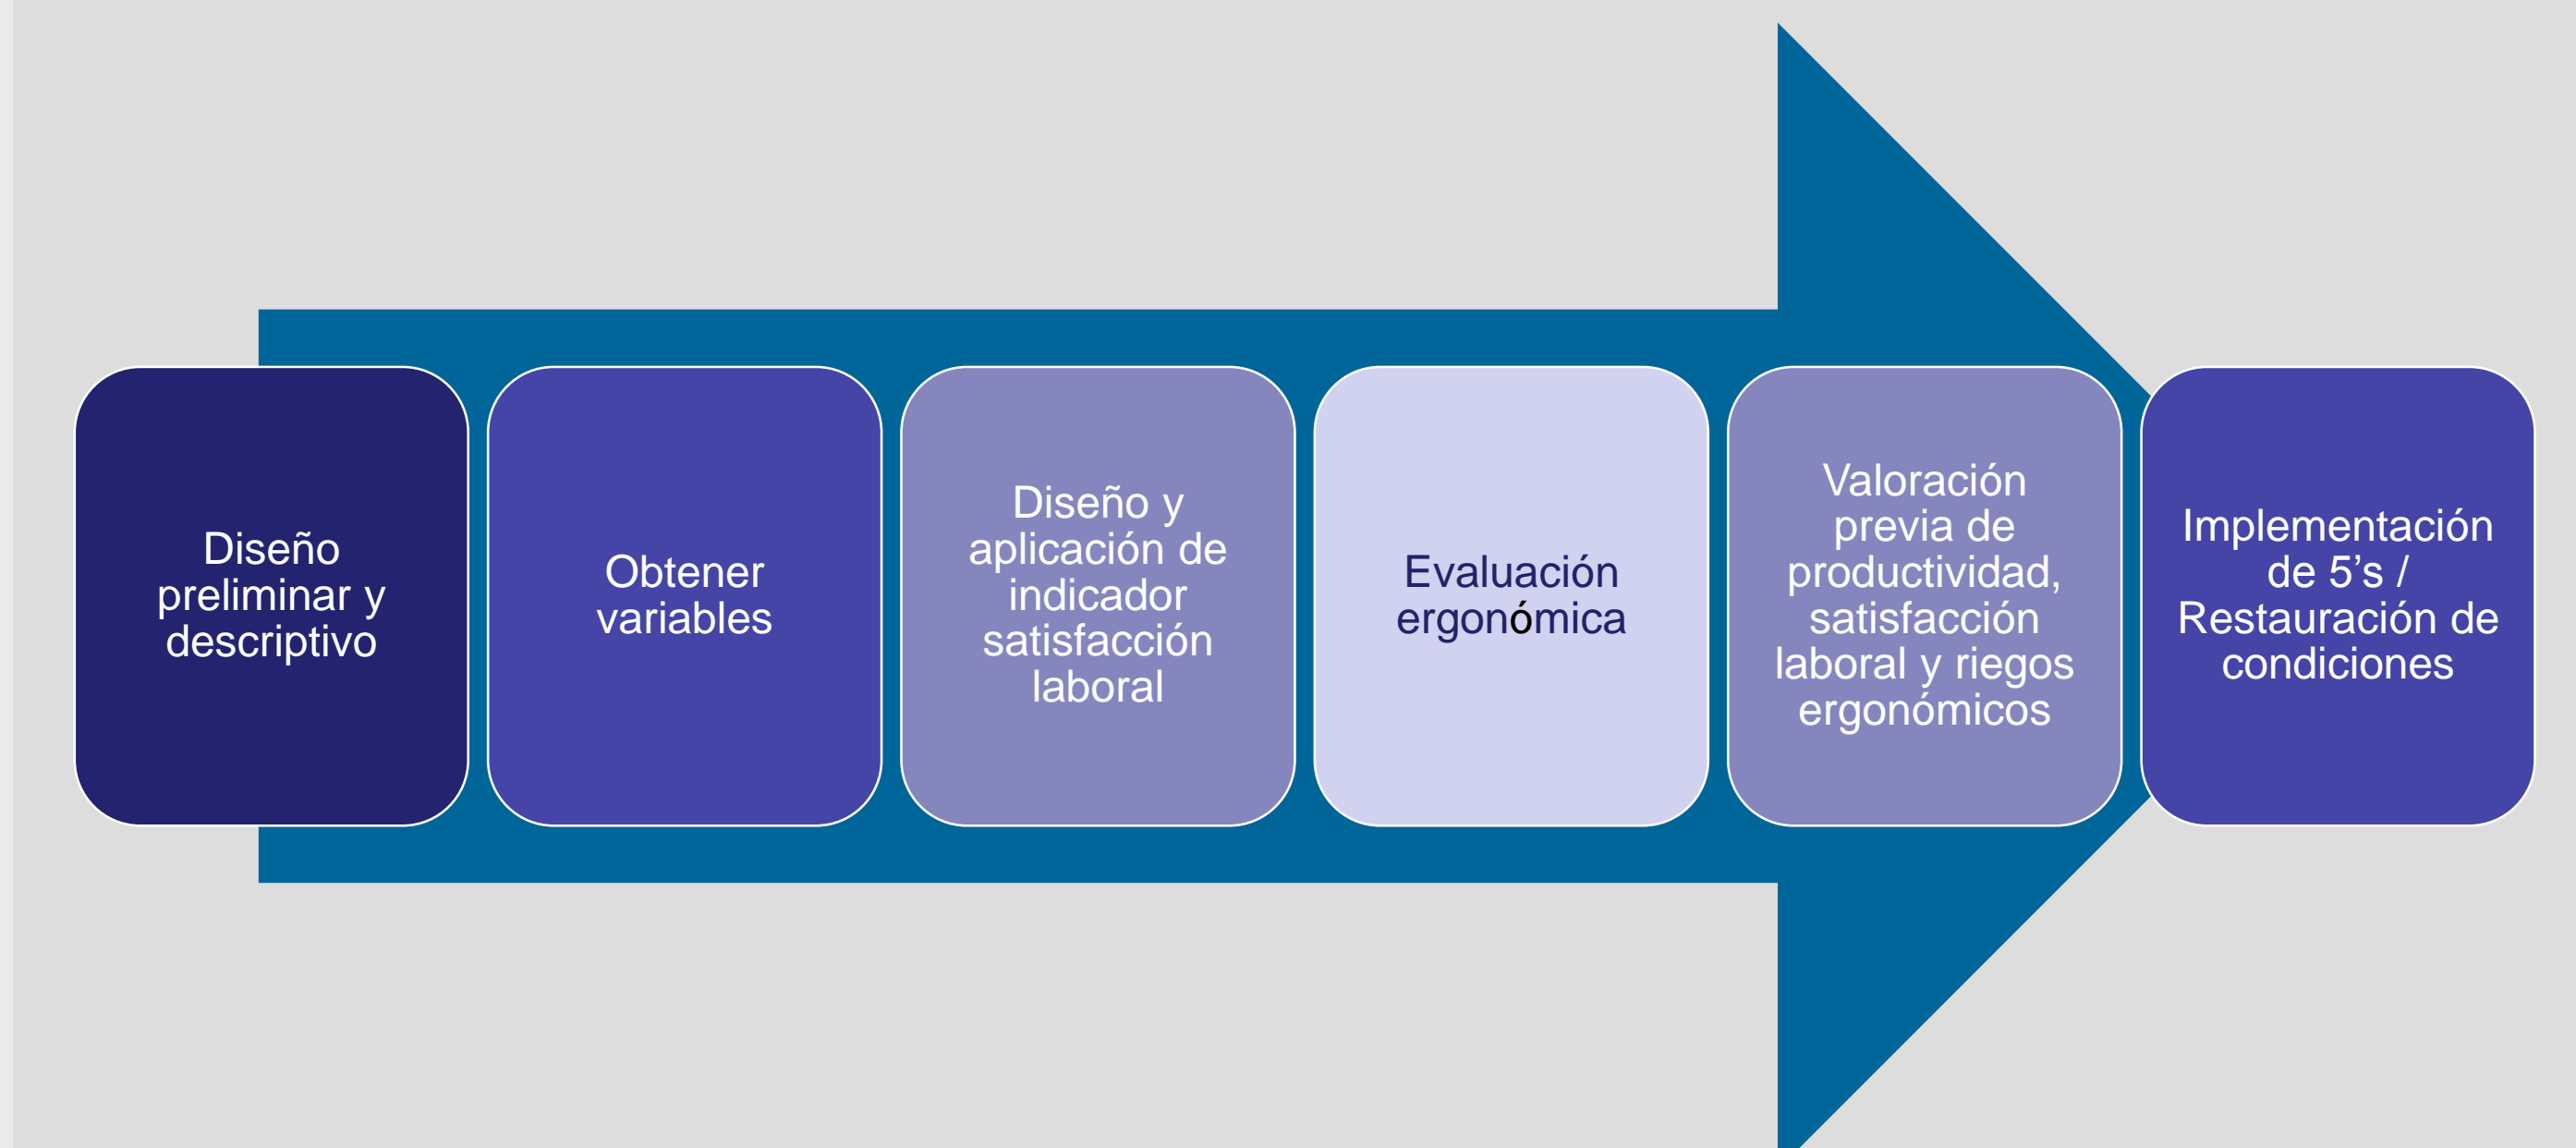 Diseño
preliminar y
descriptivo
Obtener
variables
Diseño y
aplicación de
indicador
satisfacción
laboral
Evaluación
ergonómica
Valoración
previa de
productividad,
satisfacción
laboral y riegos
ergonómicos
Implementación
de 5’s /
Restauración de
condiciones